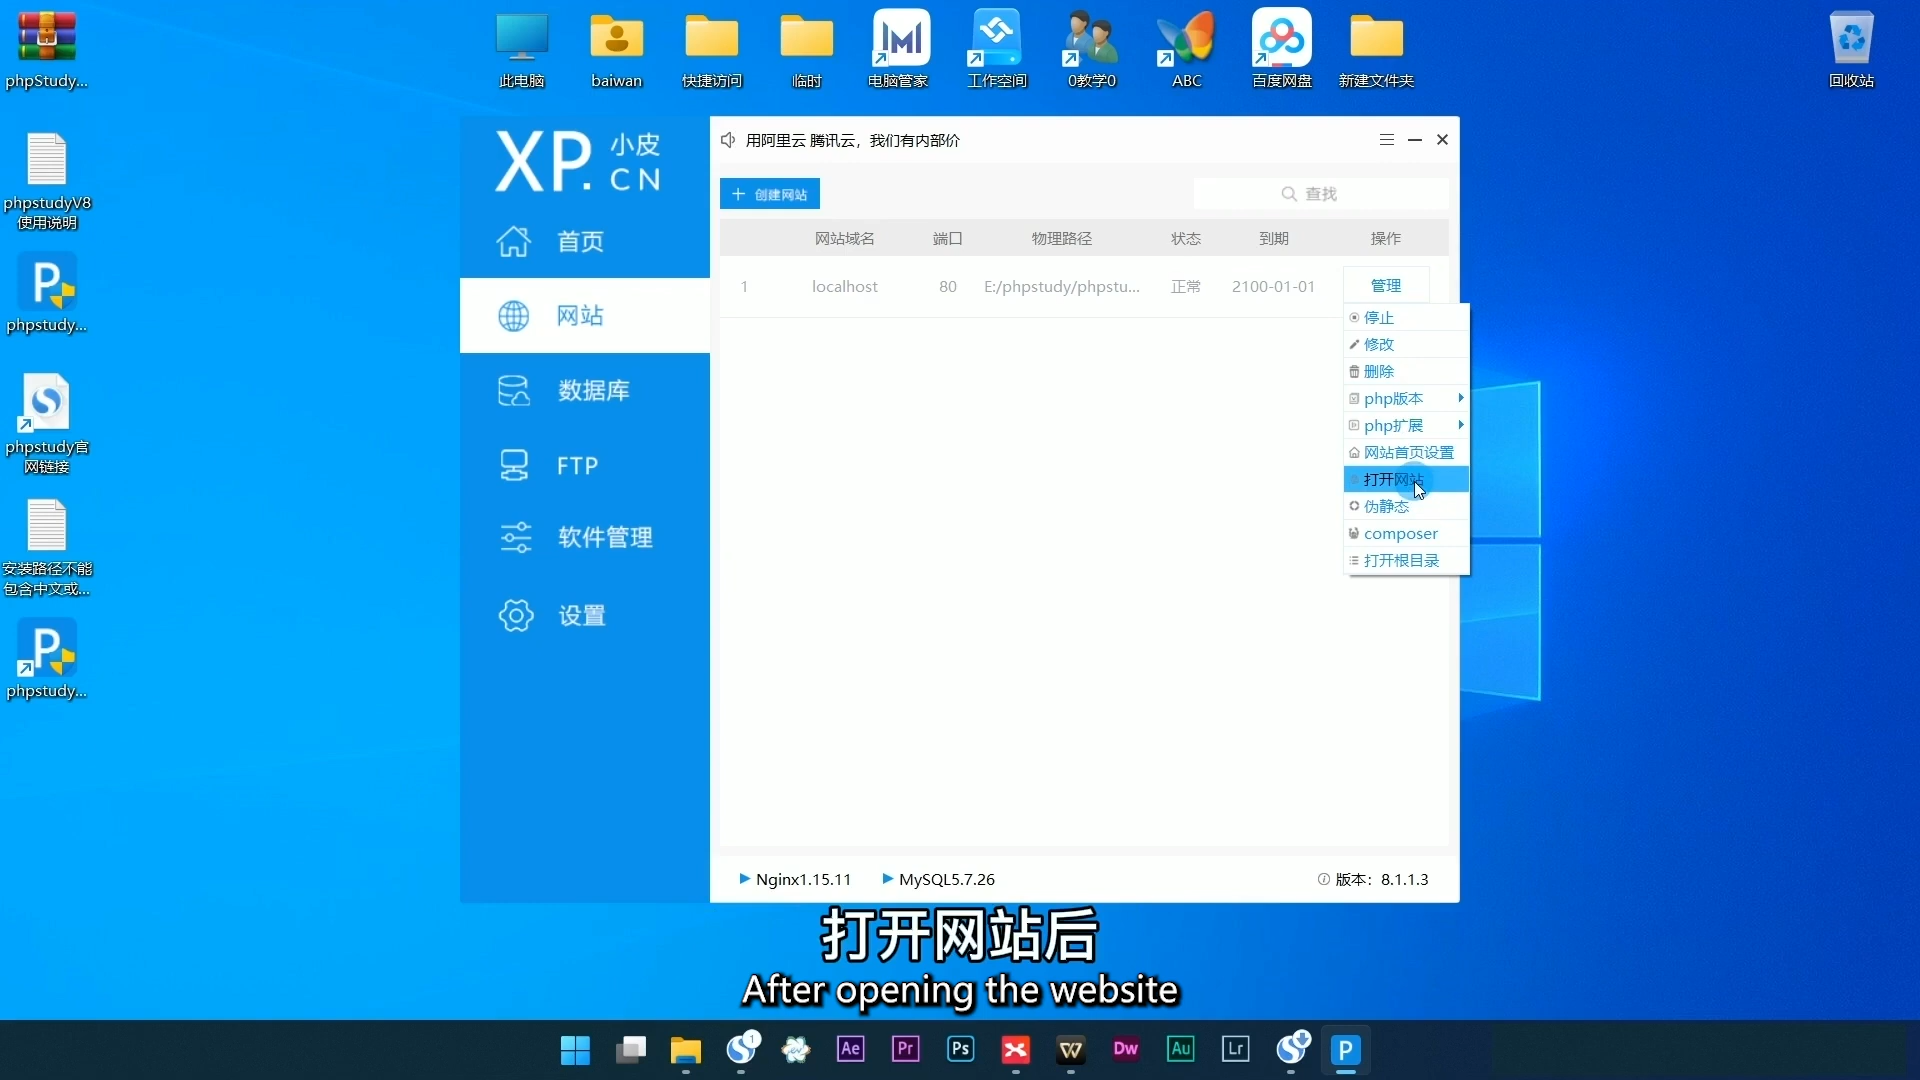 phpStudy...
此电脑
baiwan
快捷访问
临时
电脑管家
工作空间
0教学0
ABC
百度网盘
新建文件夹
回收站
phpstudyV8
使用说明
phpstudy...
phpstudy官
网链接
安装路径不能
包含中文或...
phpstudy...
XP.小皮
CN
用阿里云 腾讯云，我们有内部价
首页
网站
数据库
FTP
软件管理
设置
创建网站
查找
网站域名 端口 物理路径 状态 到期 操作
1 localhost 80 E:/phpstudy/phpstu... 正常 2100-01-01 管理
停止
修改
删除
php版本
php扩展
网站首页设置
打开网站
伪静态
composer
打开根目录
Nginx1.15.11 MySQL5.7.26 版本：8.1.1.3
打开网站后
After opening the website
1 Ae Pr Ps W Dw Au Lr P